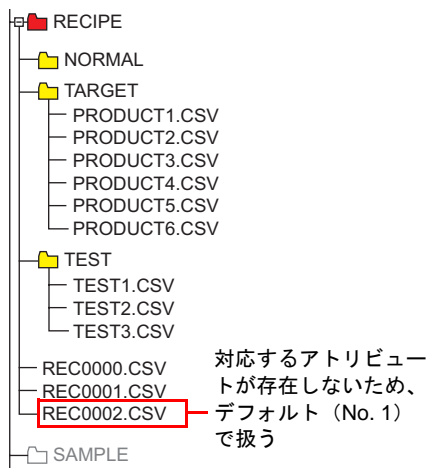 RECIPE
NORMAL
TARGET
PRODUCT1.CSV
PRODUCT2.CSV
PRODUCT3.CSV
PRODUCT4.CSV
PRODUCT5.CSV
PRODUCT6.CSV
TEST
TEST1.CSV
TEST2.CSV
TEST3.CSV
REC0000.CSV
REC0001.CSV
REC0002.CSV
対応するアトリビュー
トが存在しないため、
デフォルト（No. 1）
で扱う
SAMPLE